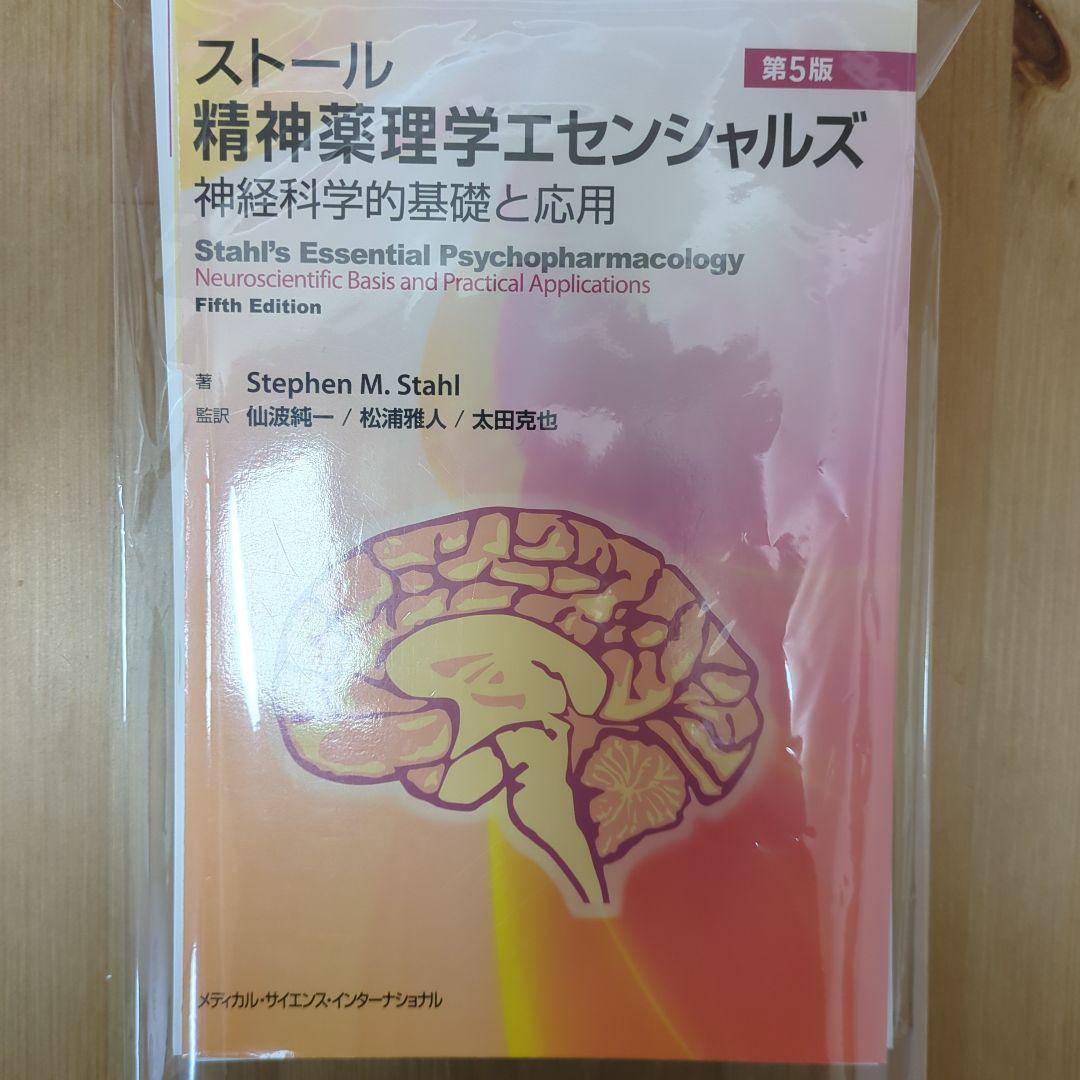 ストール
第5版
精神薬理学エセンシャルズ
神経科学的基礎と応用
Stahl's Essential Psychopharmacology
Neuroscientific Basis and Practical Applications
Fifth Edition
著 Stephen M. Stahl
監訳 仙波純一 / 松浦雅人 / 太田克也
メディカル・サイエンス・インターナショナル